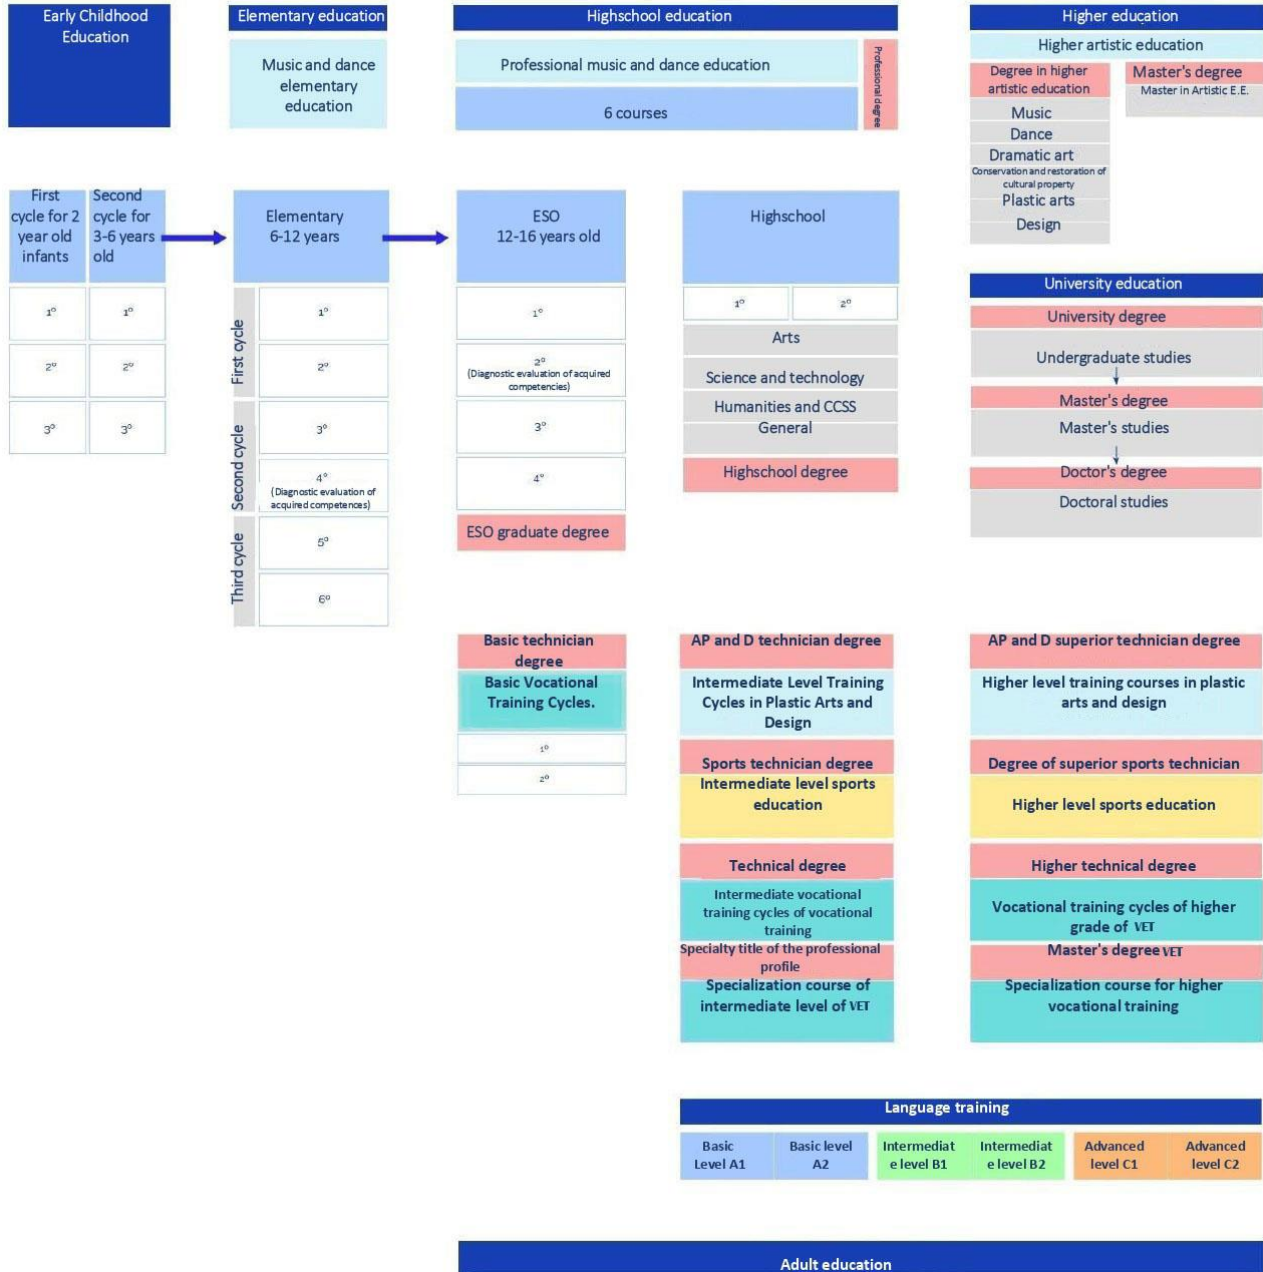 Early Childhood
Education
Elementary education
Highschool education
Higher education
Music and dance
elementary
education
Professional music and dance education
6 courses
Professional degree
Higher artistic education
Degree in higher
artistic education
Master's degree
Master in Artistic E.E.
Music
Dance
Dramatic art
Conservation and restoration of
cultural property
Plastic arts
Design
First
cycle for 2
year old
infants
Second
cycle for
3-6 years
old
Elementary
6-12 years
ESO
12-16 years old
Highschool
1º
2º
3º
1º
2º
3º
First cycle
Second cycle
Third cycle
1º
2º
3º
4º
(Diagnostic evaluation of
acquired competences)
5º
6º
1º
2º
(Diagnostic evaluation of acquired
competencies)
3º
4º
ESO graduate degree
1º
2º
Arts
Science and technology
Humanities and CCSS
General
Highschool degree
University education
University degree
Undergraduate studies
Master's degree
Master's studies
Doctor's degree
Doctoral studies
Basic technician
degree
Basic Vocational
Training Cycles.
1º
2º
AP and D technician degree
Intermediate Level Training
Cycles in Plastic Arts and
Design
Sports technician degree
Intermediate level sports
education
Technical degree
Intermediate vocational
training cycles of vocational
training
Specialty title of the professional
profile
Specialization course of
intermediate level of VET
AP and D superior technician degree
Higher level training courses in plastic
arts and design
Degree of superior sports technician
Higher level sports education
Higher technical degree
Vocational training cycles of higher
grade of VET
Master's degree VET
Specialization course for higher
vocational training
Language training
Basic
Level A1
Basic level
A2
Intermediat
e level B1
Intermediat
e level B2
Advanced
level C1
Advanced
level C2
Adult education